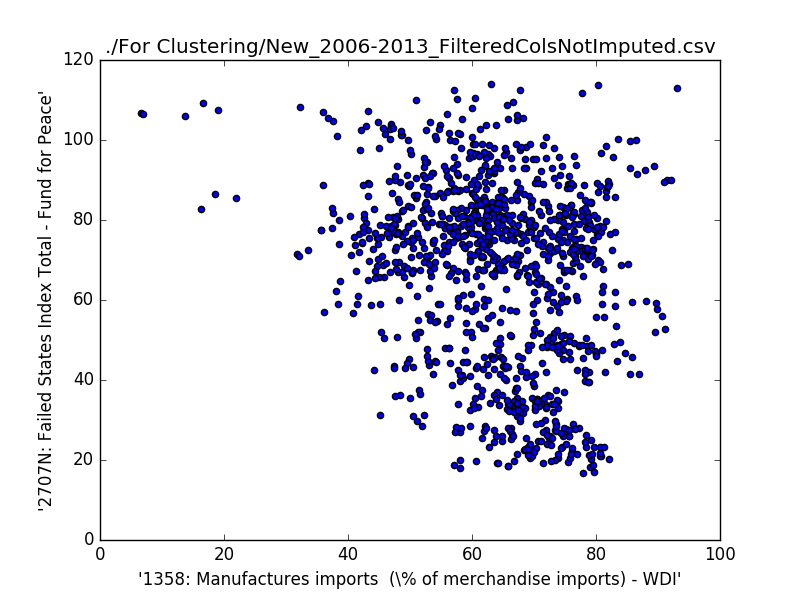 ./For Clustering/New_2006-2013_FilteredColsNotImputed.csv
120
100
80
60
40
20
0
'2707N: Failed States Index Total - Fund for Peace'
0 20 40 60 80 100
'1358: Manufactures imports  (\% of merchandise imports) - WDI'